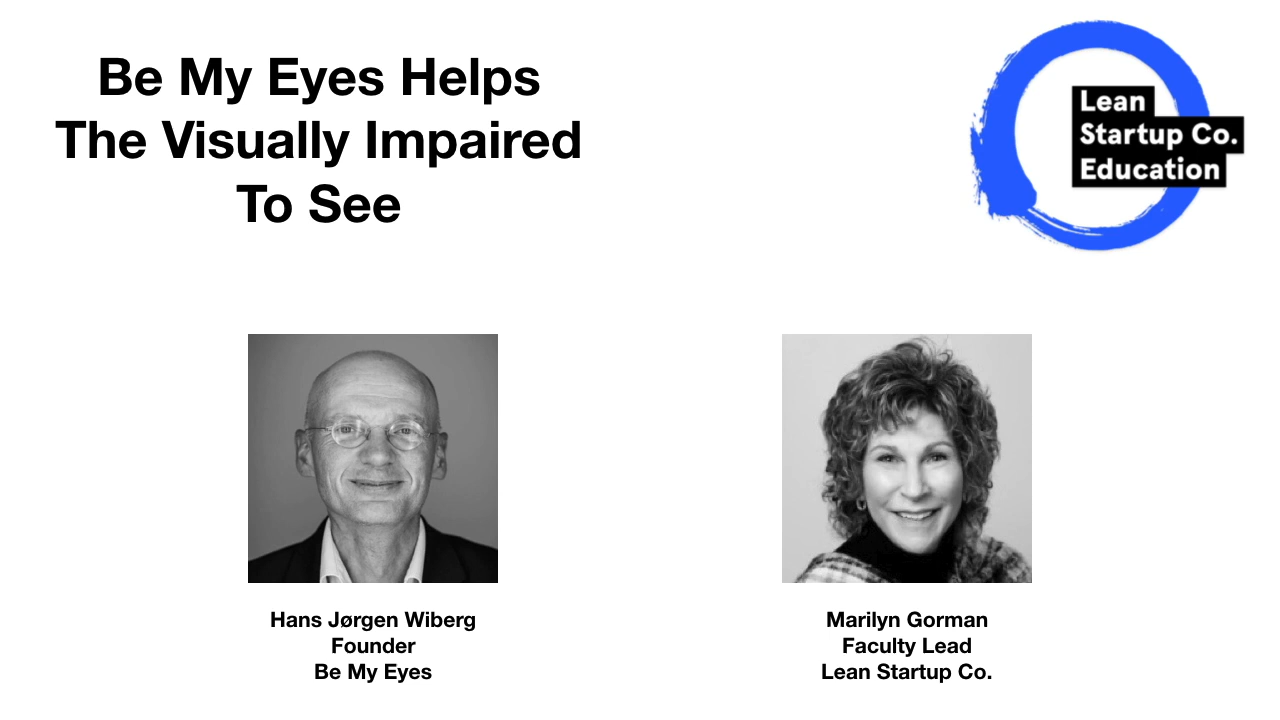 Be My Eyes Helps
The Visually Impaired
To See
Lean
Startup Co.
Education
Hans Jørgen Wiberg
Founder
Be My Eyes
Marilyn Gorman
Faculty Lead
Lean Startup Co.